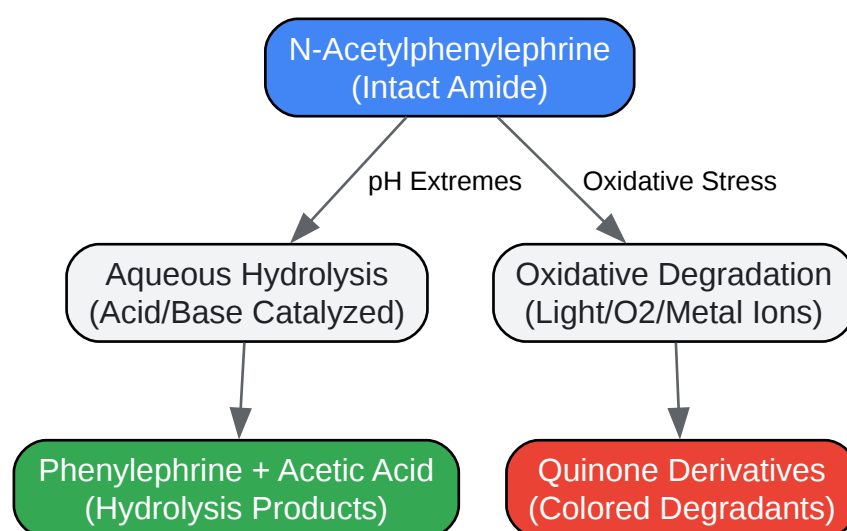 N-Acetylphenylephrine
(Intact Amide)
pH Extremes
Oxidative Stress
Aqueous Hydrolysis
(Acid/Base Catalyzed)
Oxidative Degradation
(Light/O2/Metal Ions)
Phenylephrine + Acetic Acid
(Hydrolysis Products)
Quinone Derivatives
(Colored Degradants)